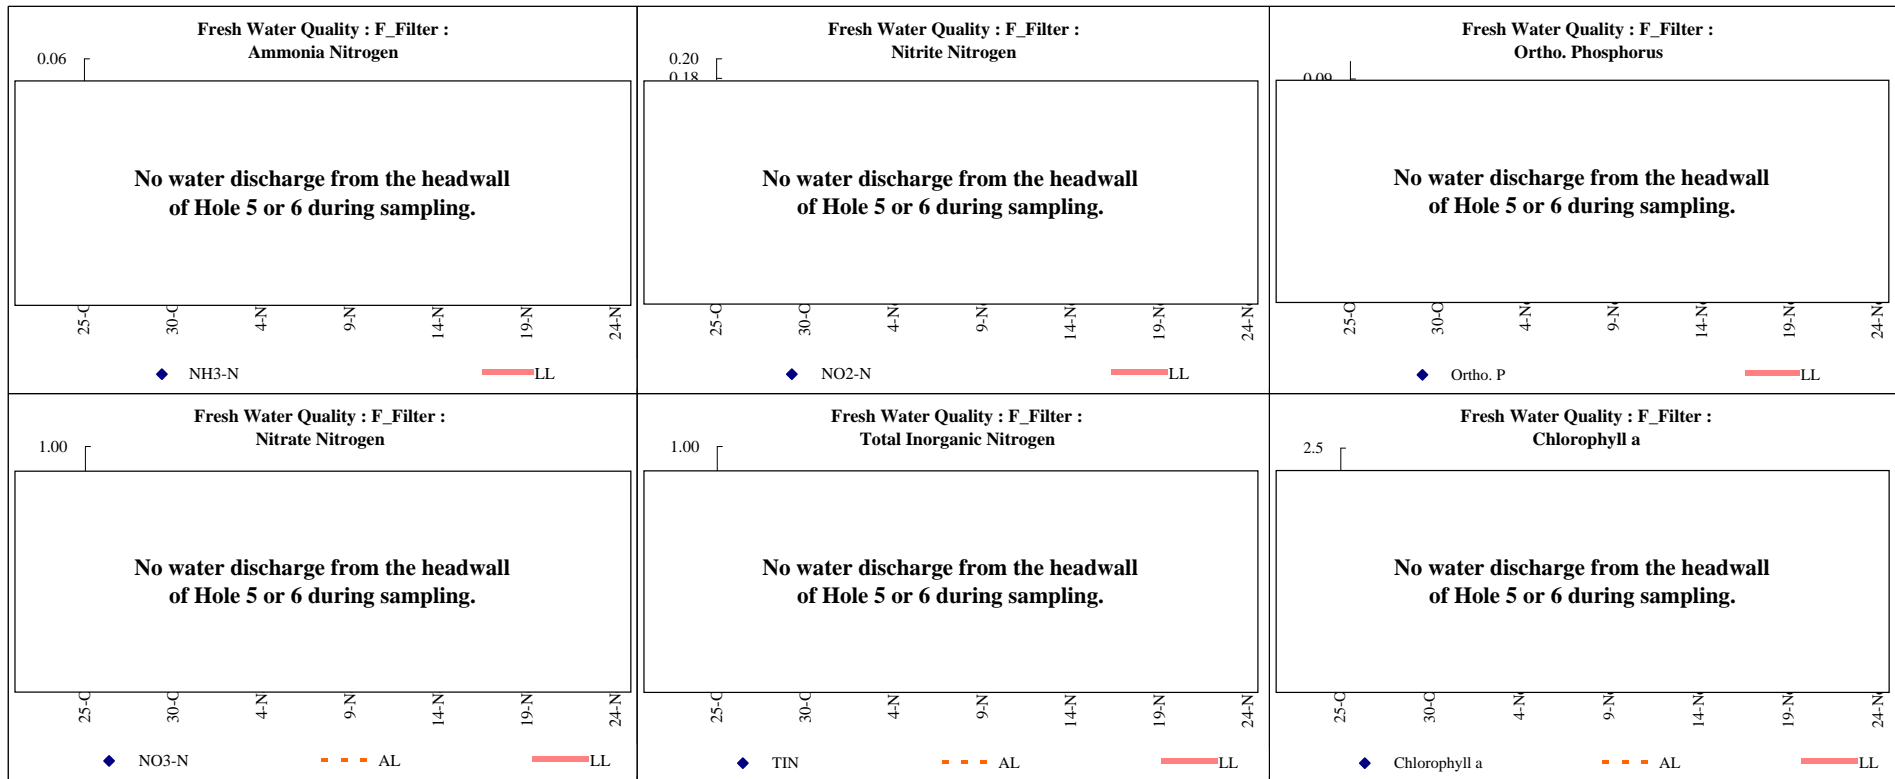 Fresh Water Quality : F_Filter :
Ammonia Nitrogen
0.06
No water discharge from the headwall
of Hole 5 or 6 during sampling.
25-O
30-O
4-N
9-N
14-N
19-N
24-N
NH3-N
LL
Fresh Water Quality : F_Filter :
Nitrite Nitrogen
0.20
0.18
No water discharge from the headwall
of Hole 5 or 6 during sampling.
25-O
30-O
4-N
9-N
14-N
19-N
24-N
NO2-N
LL
Fresh Water Quality : F_Filter :
Ortho. Phosphorus
0.09
No water discharge from the headwall
of Hole 5 or 6 during sampling.
25-O
30-O
4-N
9-N
14-N
19-N
24-N
Ortho. P
LL
Fresh Water Quality : F_Filter :
Nitrate Nitrogen
1.00
No water discharge from the headwall
of Hole 5 or 6 during sampling.
25-O
30-O
4-N
9-N
14-N
19-N
24-N
NO3-N
AL
LL
Fresh Water Quality : F_Filter :
Total Inorganic Nitrogen
1.00
No water discharge from the headwall
of Hole 5 or 6 during sampling.
25-O
30-O
4-N
9-N
14-N
19-N
24-N
TIN
AL
LL
Fresh Water Quality : F_Filter :
Chlorophyll a
2.5
No water discharge from the headwall
of Hole 5 or 6 during sampling.
25-O
30-O
4-N
9-N
14-N
19-N
24-N
Chlorophyll a
AL
LL